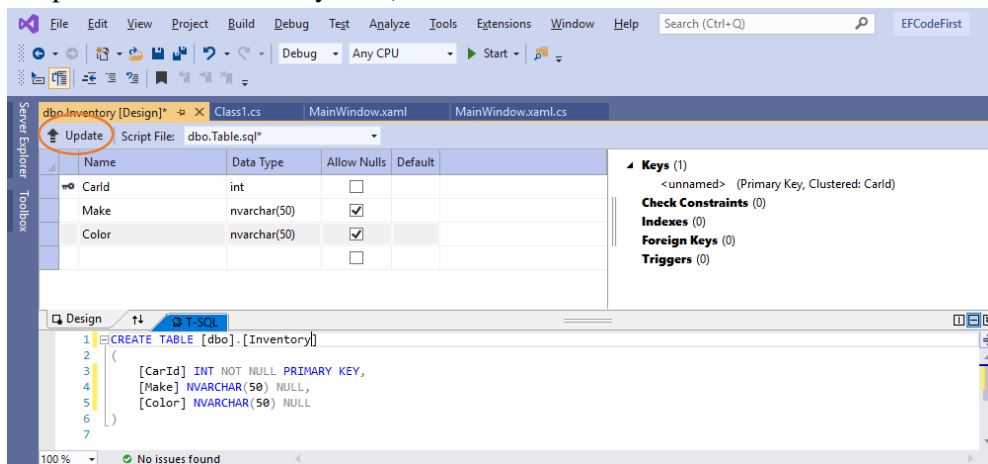 File Edit View Project Build Debug Test Analyze Tools Extensions Window Help Search (Ctrl+Q) EFCodeFirst
Debug Any CPU Start
Server Explorer
Toolbox
dbo.Inventory [Design]* Class1.cs MainWindow.xaml MainWindow.xaml.cs
Update Script File: dbo.Table.sql*
Name Data Type Allow Nulls Default
CarId int
Make nvarchar(50)
Color nvarchar(50)
Keys (1)
<unnamed> (Primary Key, Clustered: CarId)
Check Constraints (0)
Indexes (0)
Foreign Keys (0)
Triggers (0)
Design T-SQL
1 CREATE TABLE [dbo].[Inventory]
2 (
3 [CarId] INT NOT NULL PRIMARY KEY,
4 [Make] NVARCHAR(50) NULL,
5 [Color] NVARCHAR(50) NULL
6 )
7
100 % No issues found